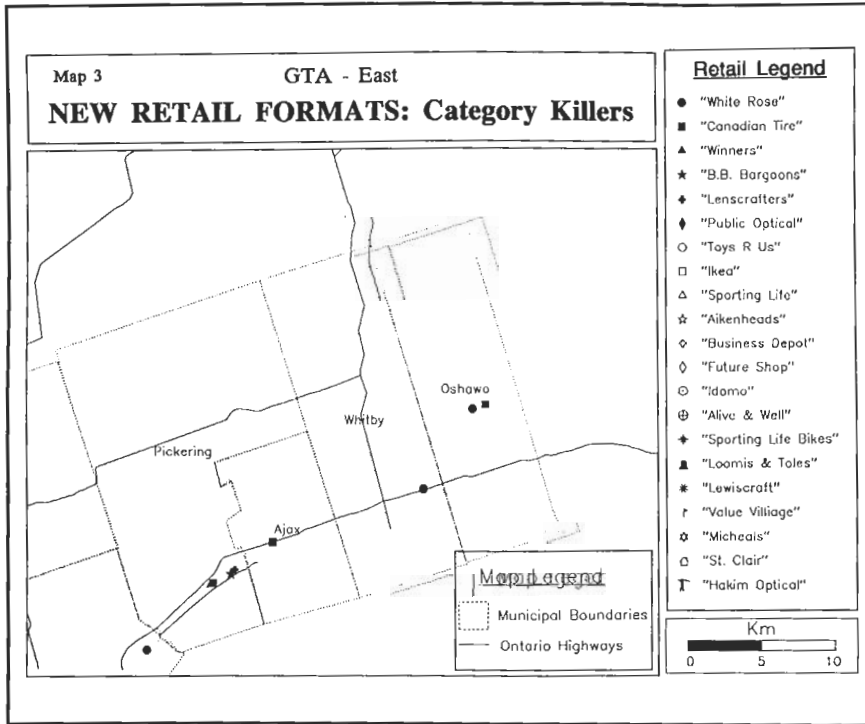 Map 3
GTA - East
NEW RETAIL FORMATS: Category Killers
Oshawo
Whitby
Pickering
Ajax
Map Legend
Municipal Boundaries
Ontario Highways
Retail Legend
"White Rose"
"Canadian Tire"
"Winners"
"B.B. Bargoons"
"Lenscrafters"
"Public Optical"
"Toys R Us"
"Ikea"
"Sporting Life"
"Aikenheads"
"Business Depot"
"Future Shop"
"Idomo"
"Alive & Well"
"Sporting Life Bikes"
"Loomis & Toles"
"Lewiscraft"
"Value Villiage"
"Micheals"
"St. Clair"
"Hakim Optical"
Km
0 5 10